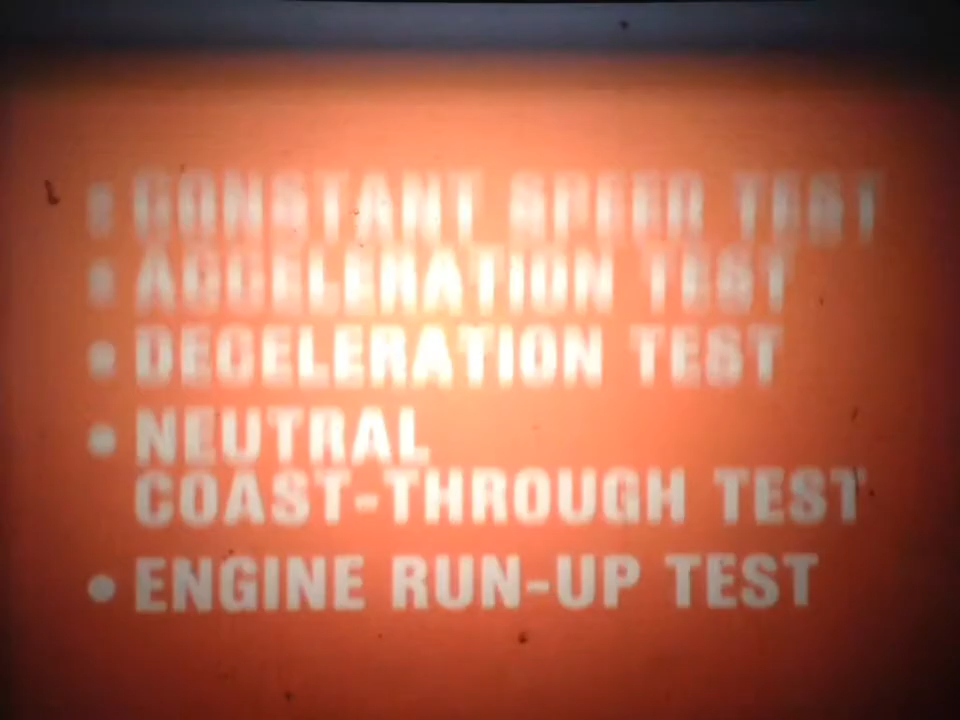 • CONSTANT SPEED TEST
• ACCELERATION TEST
• DECELERATION TEST
• NEUTRAL
COAST-THROUGH TEST
• ENGINE RUN-UP TEST